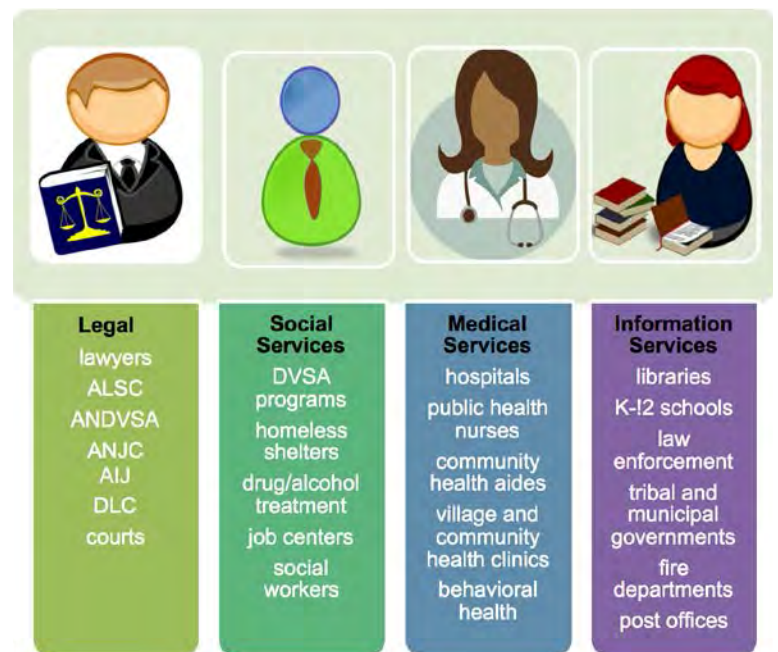 Legal
lawyers
ALSC
ANDVSA
ANJC
AIJ
DLC
courts
Social
Services
DVSA
programs
homeless
shelters
drug/alcohol
treatment
job centers
social
workers
Medical
Services
hospitals
public health
nurses
community
health aides
village and
community
health clinics
behavioral
health
Information
Services
libraries
K-!2 schools
law
enforcement
tribal and
municipal
governments
fire
departments
post offices